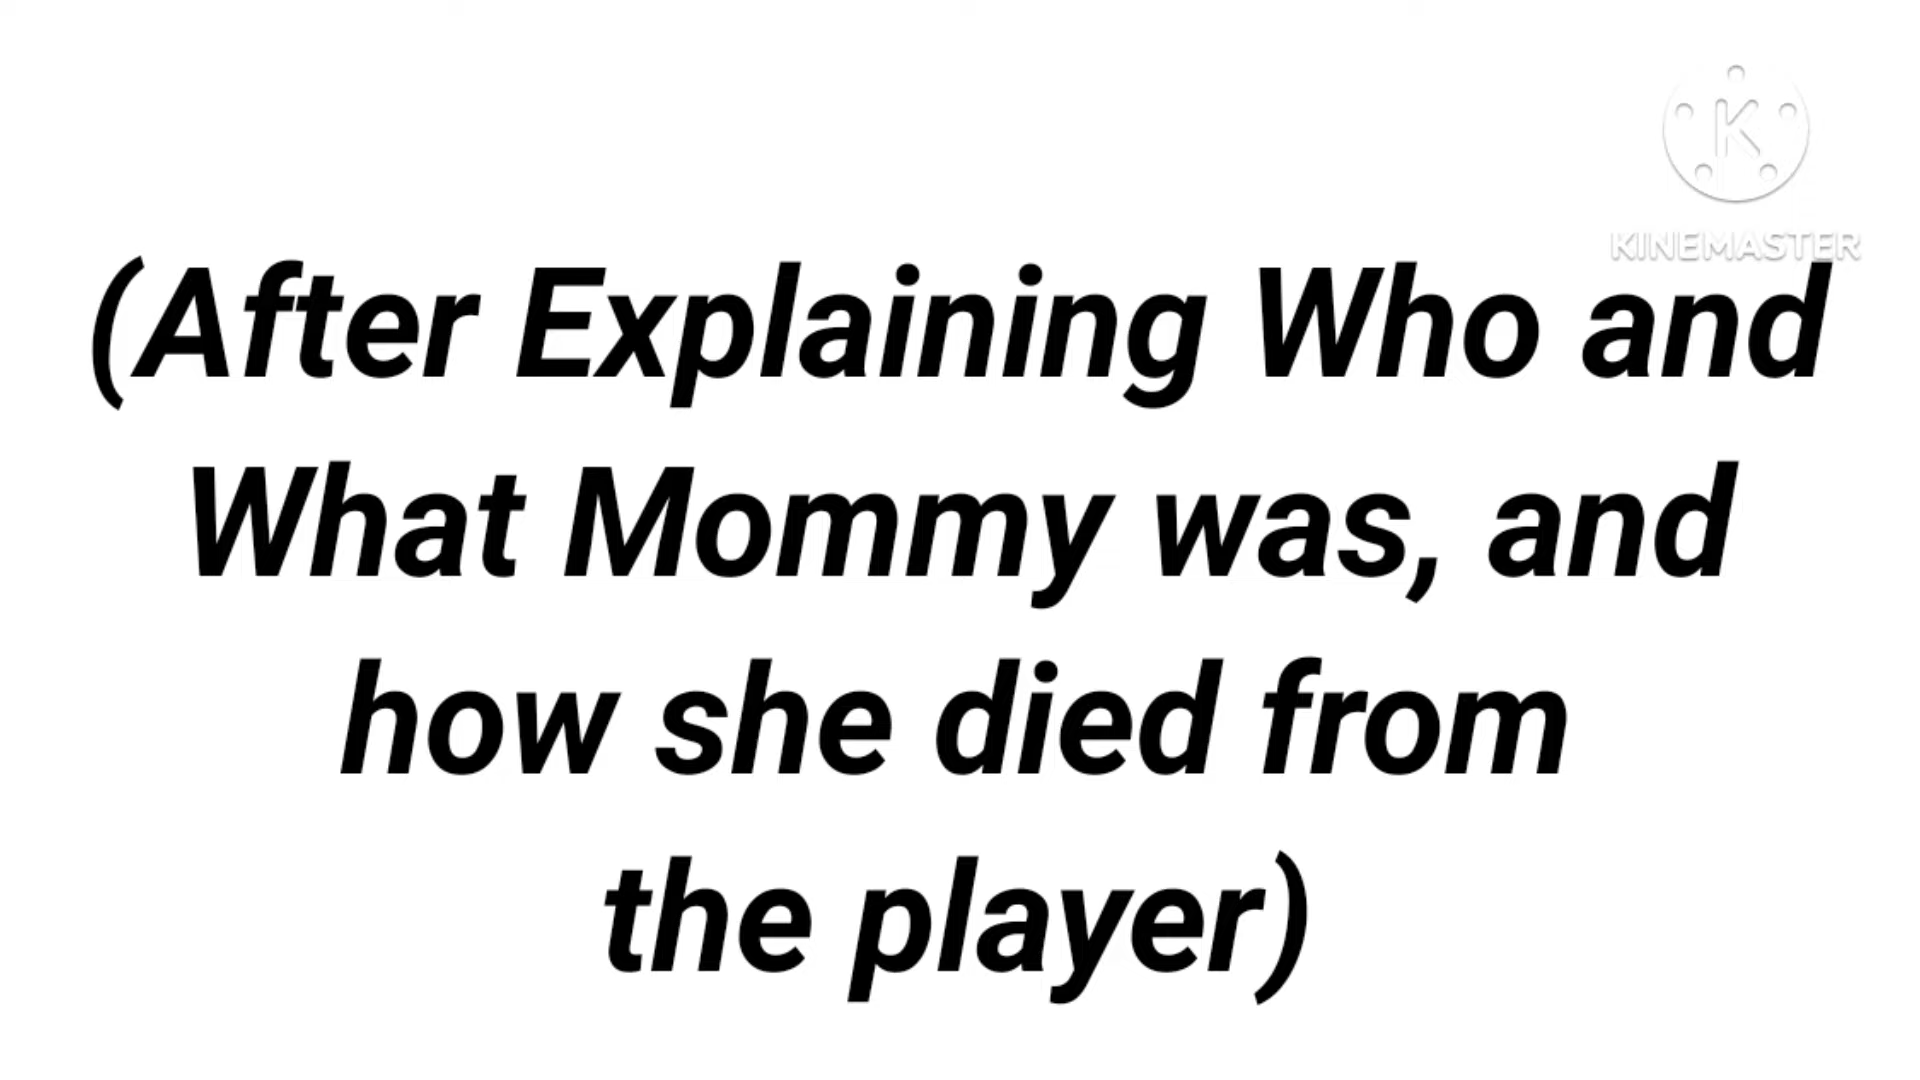 KINEMASTER
(After Explaining Who and
What Mommy was, and
how she died from
the player)